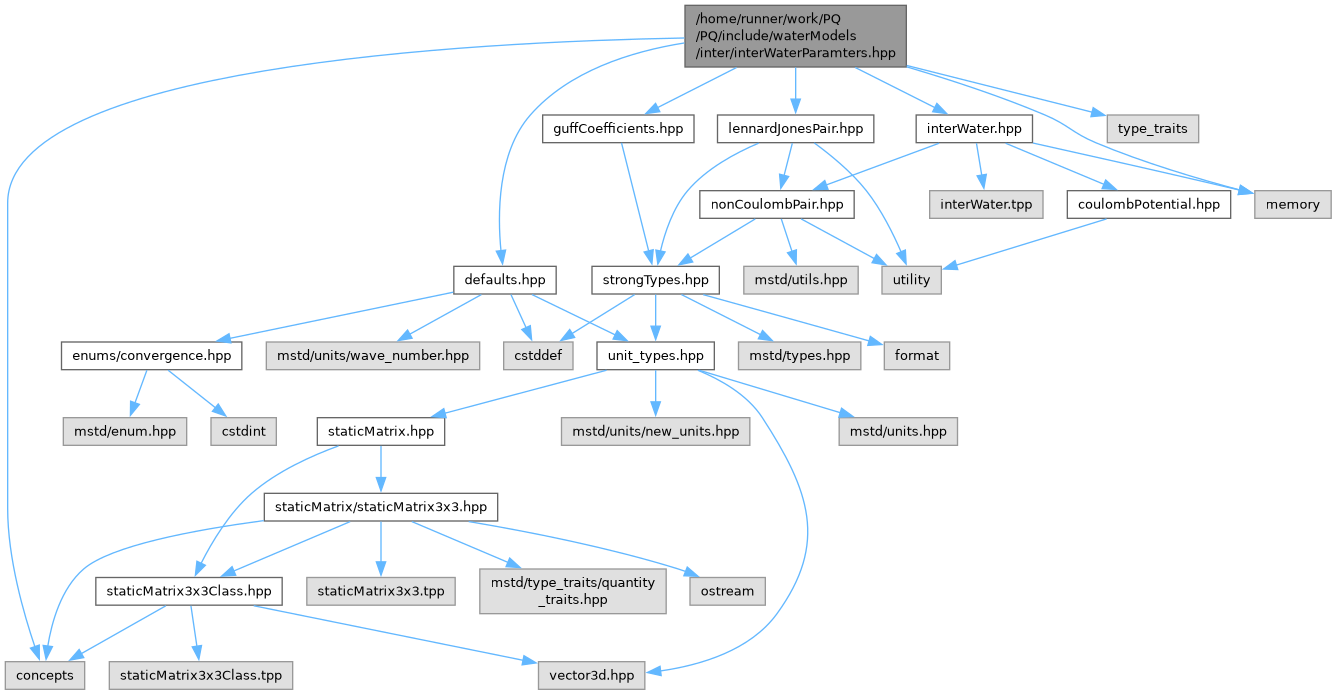 /home/runner/work/PQ
/PQ/include/waterModels
/inter/interWaterParamters.hpp
guffCoefficients.hpp
lennardJonesPair.hpp
interWater.hpp
type_traits
nonCoulombPair.hpp
interWater.tpp
coulombPotential.hpp
memory
defaults.hpp
strongTypes.hpp
mstd/utils.hpp
utility
enums/convergence.hpp
mstd/units/wave_number.hpp
cstddef
unit_types.hpp
mstd/types.hpp
format
mstd/enum.hpp
cstdint
staticMatrix.hpp
mstd/units/new_units.hpp
mstd/units.hpp
staticMatrix/staticMatrix3x3.hpp
staticMatrix3x3Class.hpp
staticMatrix3x3.tpp
mstd/type_traits/quantity
_traits.hpp
ostream
concepts
staticMatrix3x3Class.tpp
vector3d.hpp